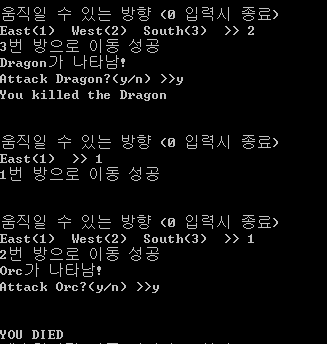 움직일 수 있는 방향 (0 입력시 종료)
East(1) West(2) South(3) >> 2
3번 방으로 이동 성공
Dragon가 나타남!
Attack Dragon?(y/n) >>y
You killed the Dragon
움직일 수 있는 방향 (0 입력시 종료)
East(1) >> 1
1번 방으로 이동 성공
움직일 수 있는 방향 (0 입력시 종료)
East(1) West(2) South(3) >> 1
2번 방으로 이동 성공
Orc가 나타남!
Attack Orc?(y/n) >>y
YOU DIED